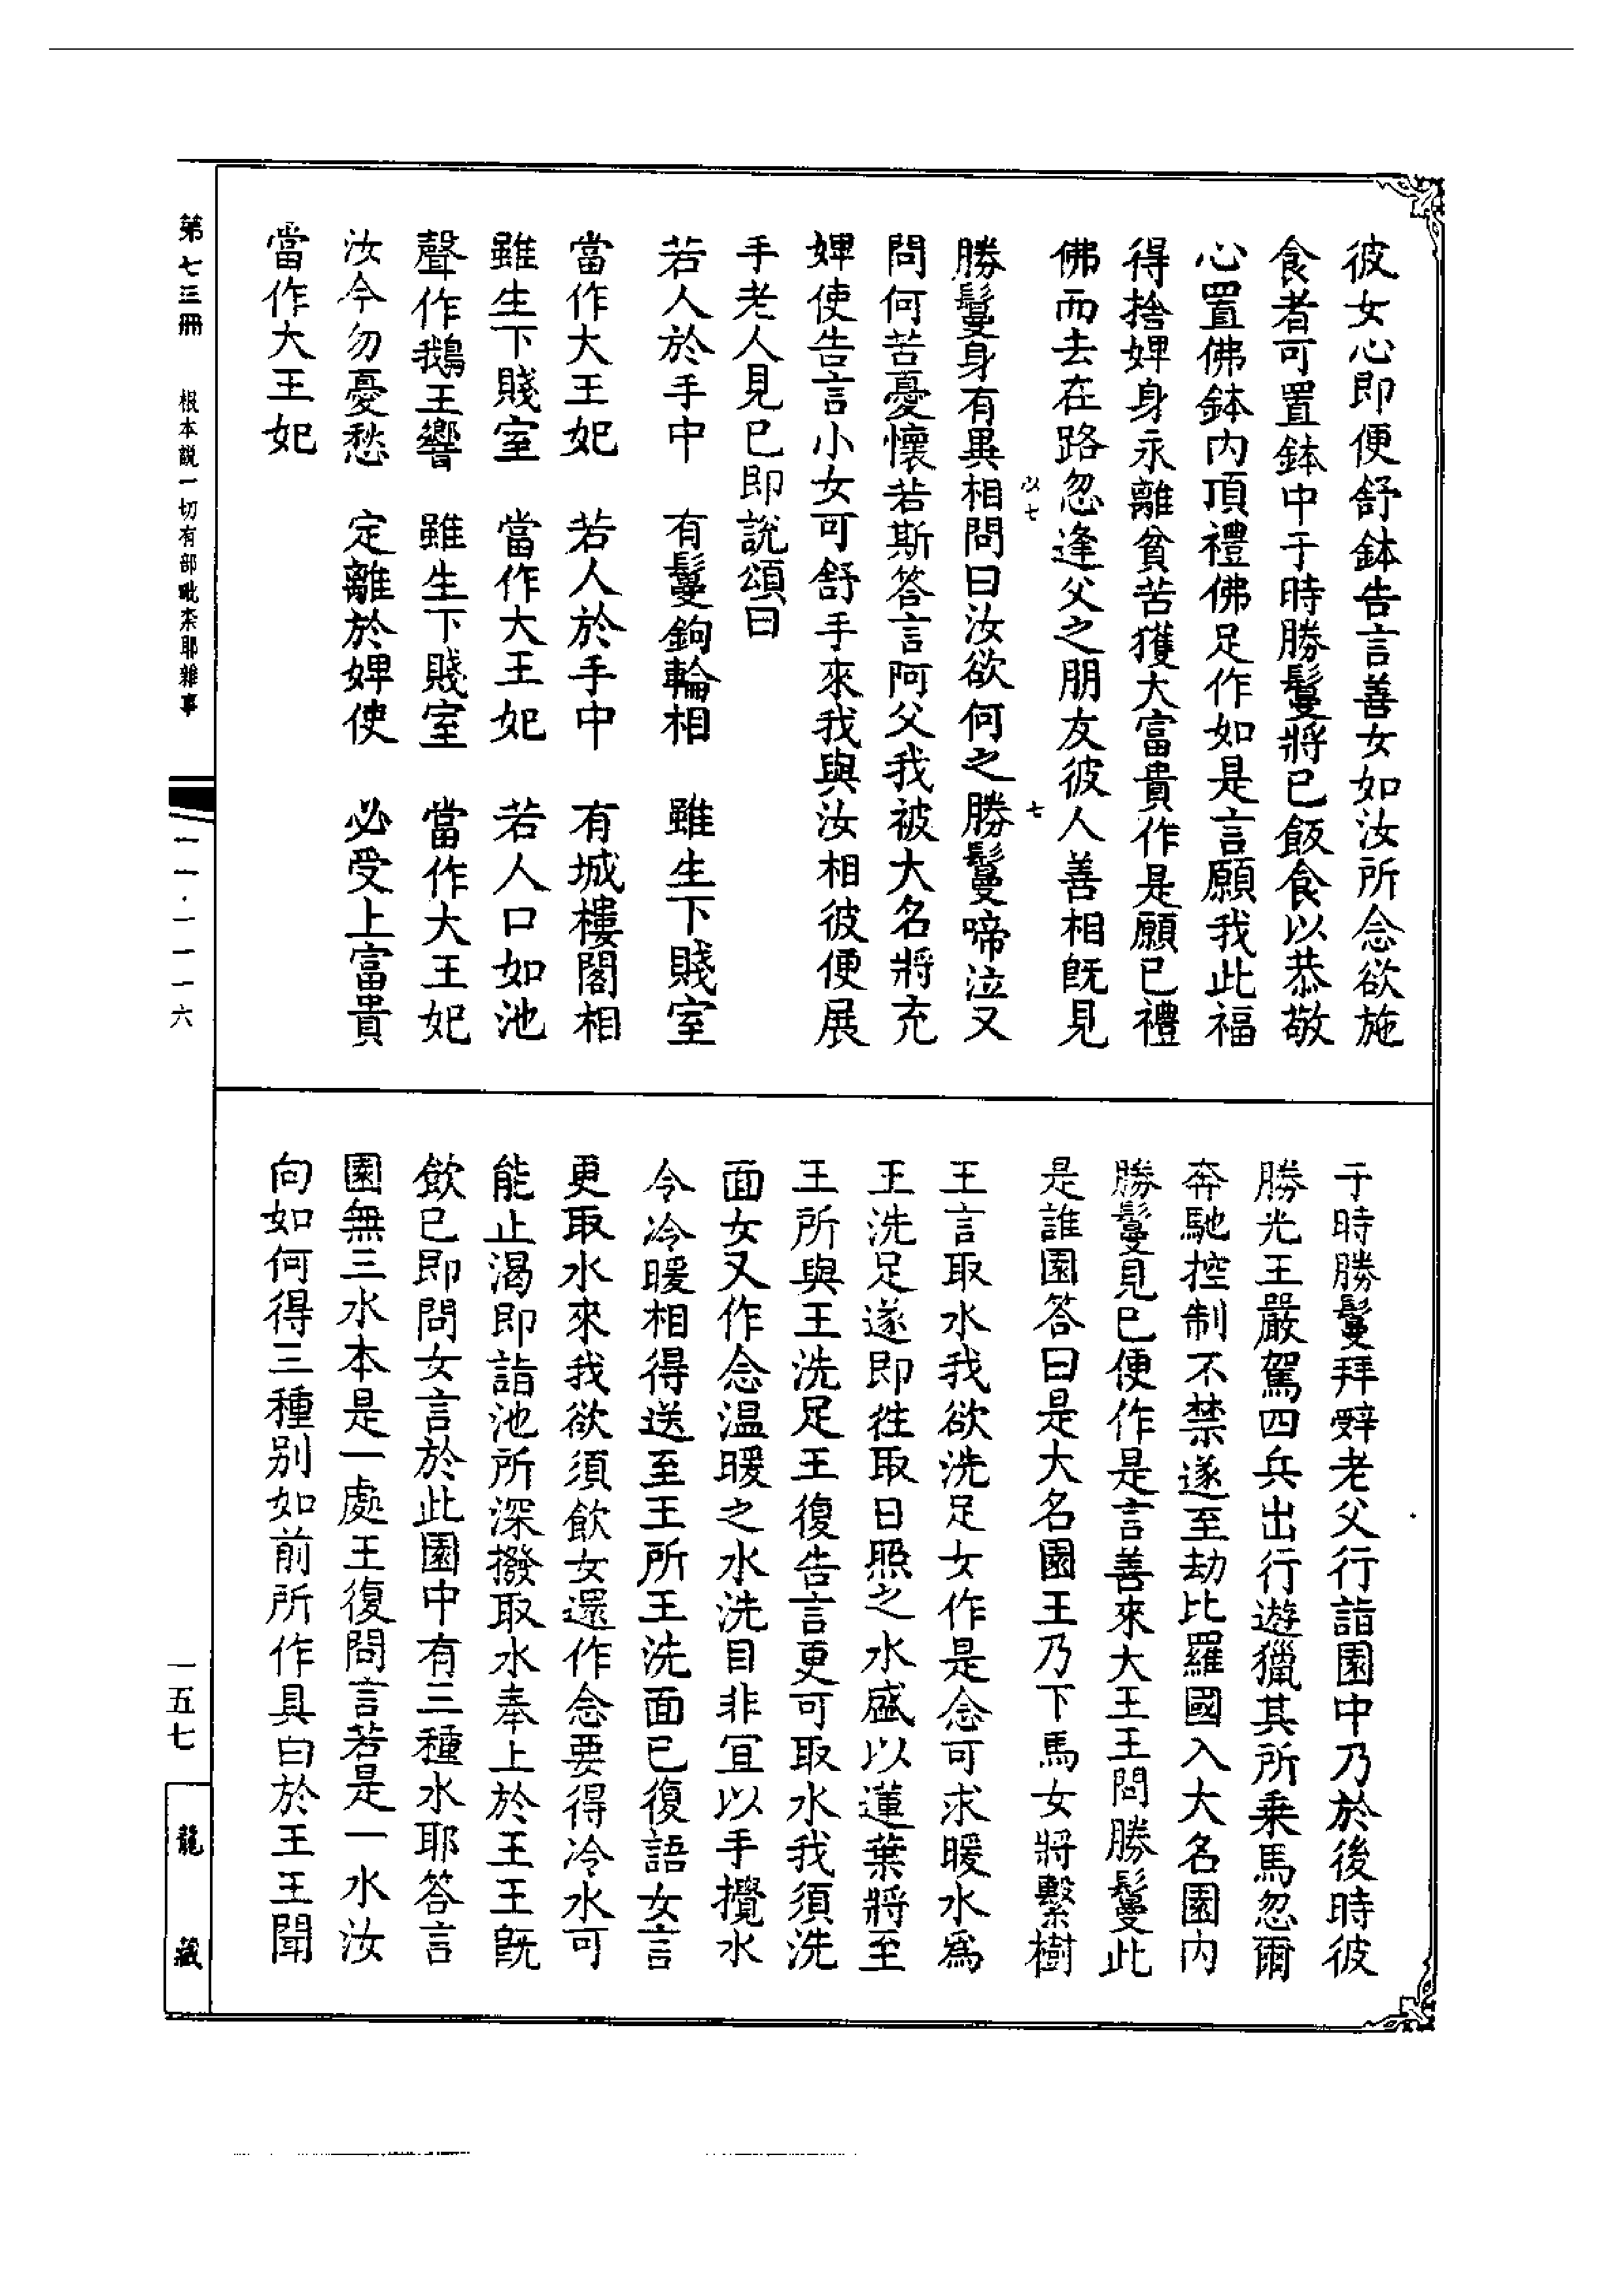 彼女心即便舒鉢告言善女如汝所念欲施
食者可置鉢中于時勝鬘將已飯食以恭敬
心置佛鉢內頂禮佛足作如是言願我此福
得捨婢身永離貧苦獲大富貴作是願已禮
佛而去在路忽逢父之朋友彼人善相既見
以七
七
勝鬘身有異相問曰汝欲何之勝鬘啼泣又
問何苦憂懷若斯答言阿父我被大名將充
婢使告言小女可舒手來我與汝相彼便展
手老人見已即說頌曰
若人於手中　有鬘鉤輪相　雖生下賤室
當作大王妃　若人於手中　有城樓閣相
雖生下賤室　當作大王妃　若人口如池
聲作鵝王響　雖生下賤室　當作大王妃
汝今勿憂愁　定離於婢使　必受上富貴
當作大王妃
于時勝鬘拜辭老父行詣園中乃於後時彼
勝光王嚴駕四兵出行遊獵其所乘馬忽爾
奔馳控制不禁遂至劫比羅國入大名園內
勝鬘見已便作是言善來大王王問勝鬘此
是誰園答曰是大名園王乃下馬女將繫樹
王言取水我欲洗足女作是念可求暖水為
王洗足遂即往取日照之水盛以蓮葉將至
王所與王洗足王復告言更可取水我須洗
面女又作念温暖之水洗目非宜以手攪水
令冷暖相得送至王所王洗面已復語女言
更取水來我欲須飲女還作念要得冷水可
能止渴即詣池所深撥取水奉上於王王既
飲已即問女言於此園中有三種水耶答言
園無三水本是一處王復問言若是一水汝
向如何得三種別如前所作具白於王王聞
第七三冊　根本說一切有部毗柰耶雜事
一一·一一六
一五七
龍藏